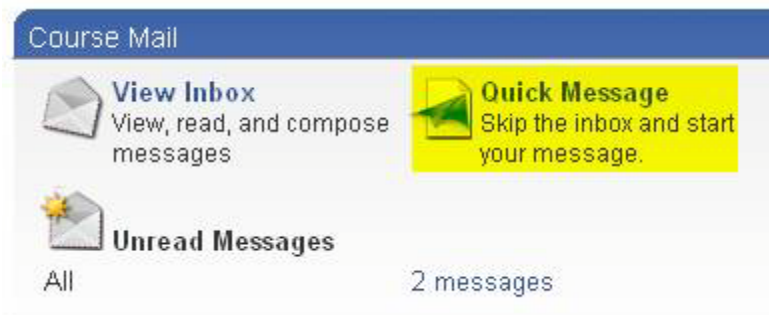 Course Mail
View Inbox
View, read, and compose
messages
Quick Message
Skip the inbox and start
your message.
Unread Messages
All
2 messages